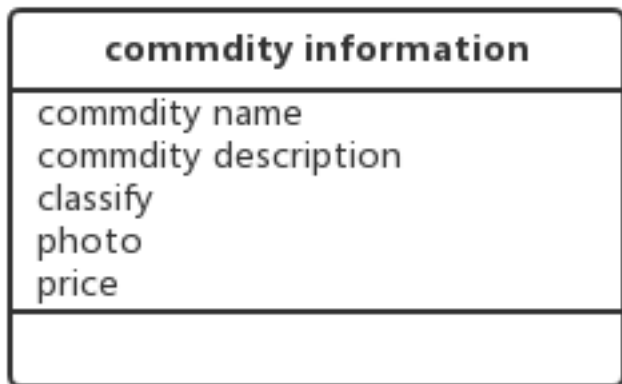 commdity information
commdity name
commdity description
classify
photo
price